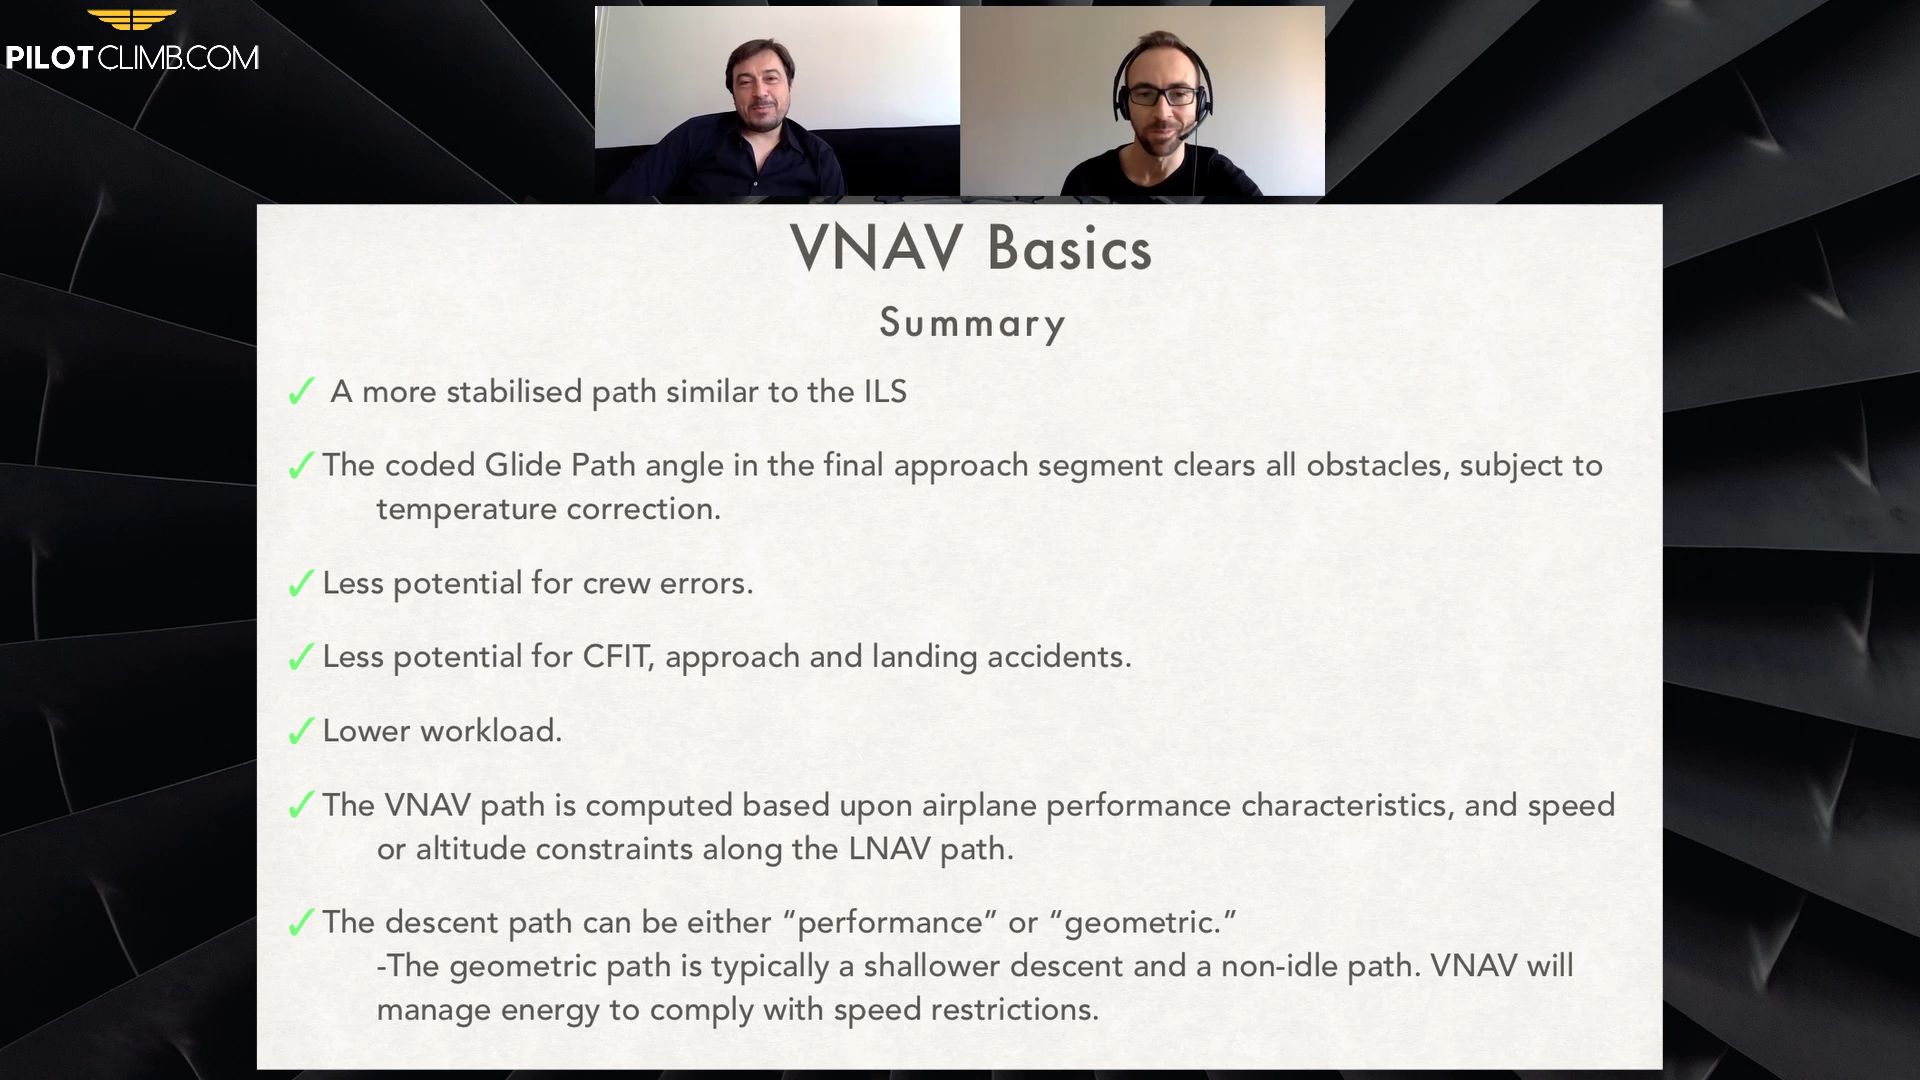 PILOTCLIMB.COM
VNAV Basics
Summary
✓ A more stabilised path similar to the ILS
✓ The coded Glide Path angle in the final approach segment clears all obstacles, subject to
temperature correction.
✓ Less potential for crew errors.
✓ Less potential for CFIT, approach and landing accidents.
✓ Lower workload.
✓ The VNAV path is computed based upon airplane performance characteristics, and speed
or altitude constraints along the LNAV path.
✓ The descent path can be either “performance” or “geometric.”
-The geometric path is typically a shallower descent and a non-idle path. VNAV will
manage energy to comply with speed restrictions.